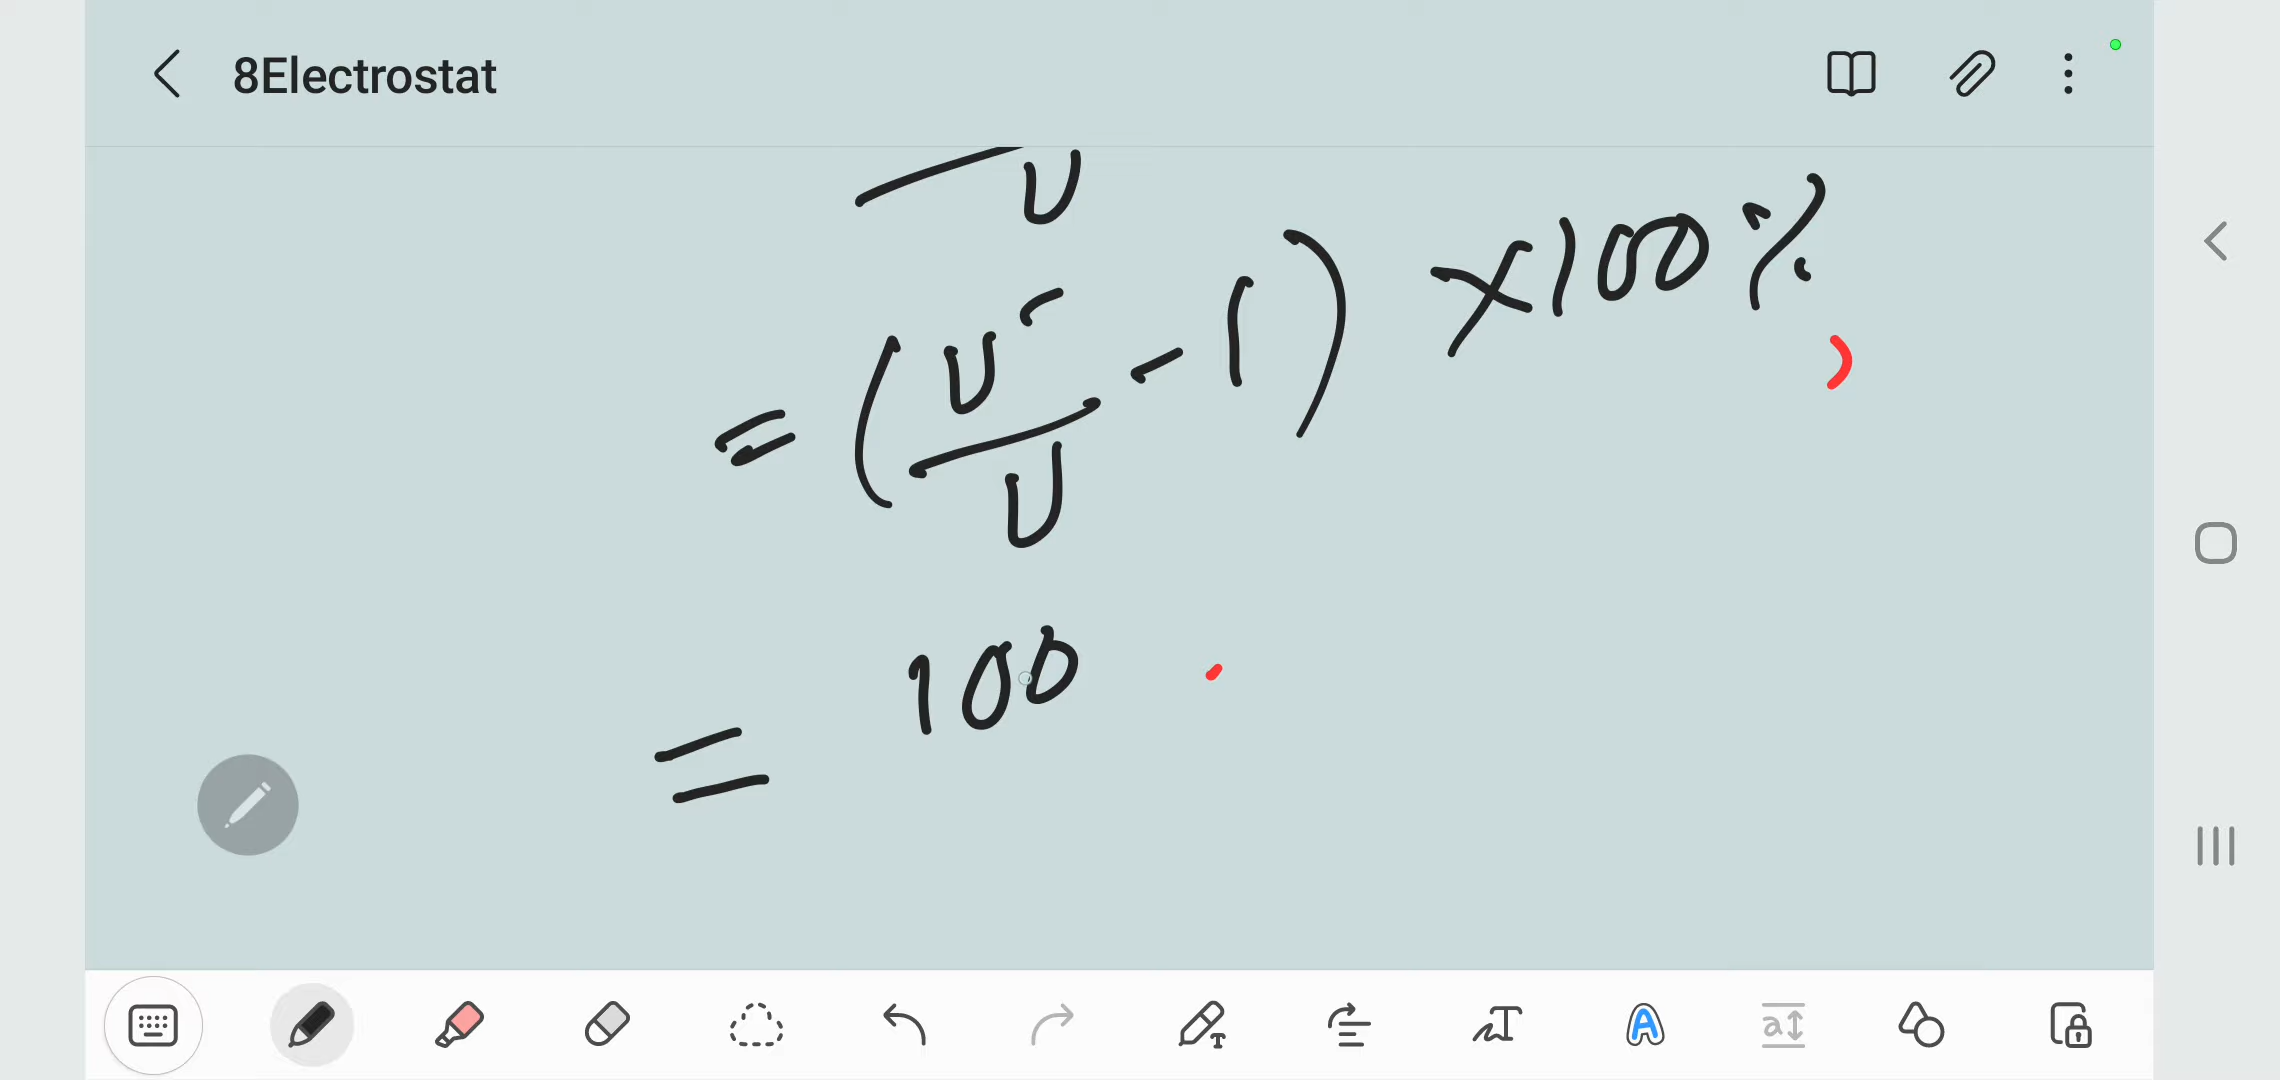 8Electrostat
U
= (U′/U - 1) × 100%
= 100